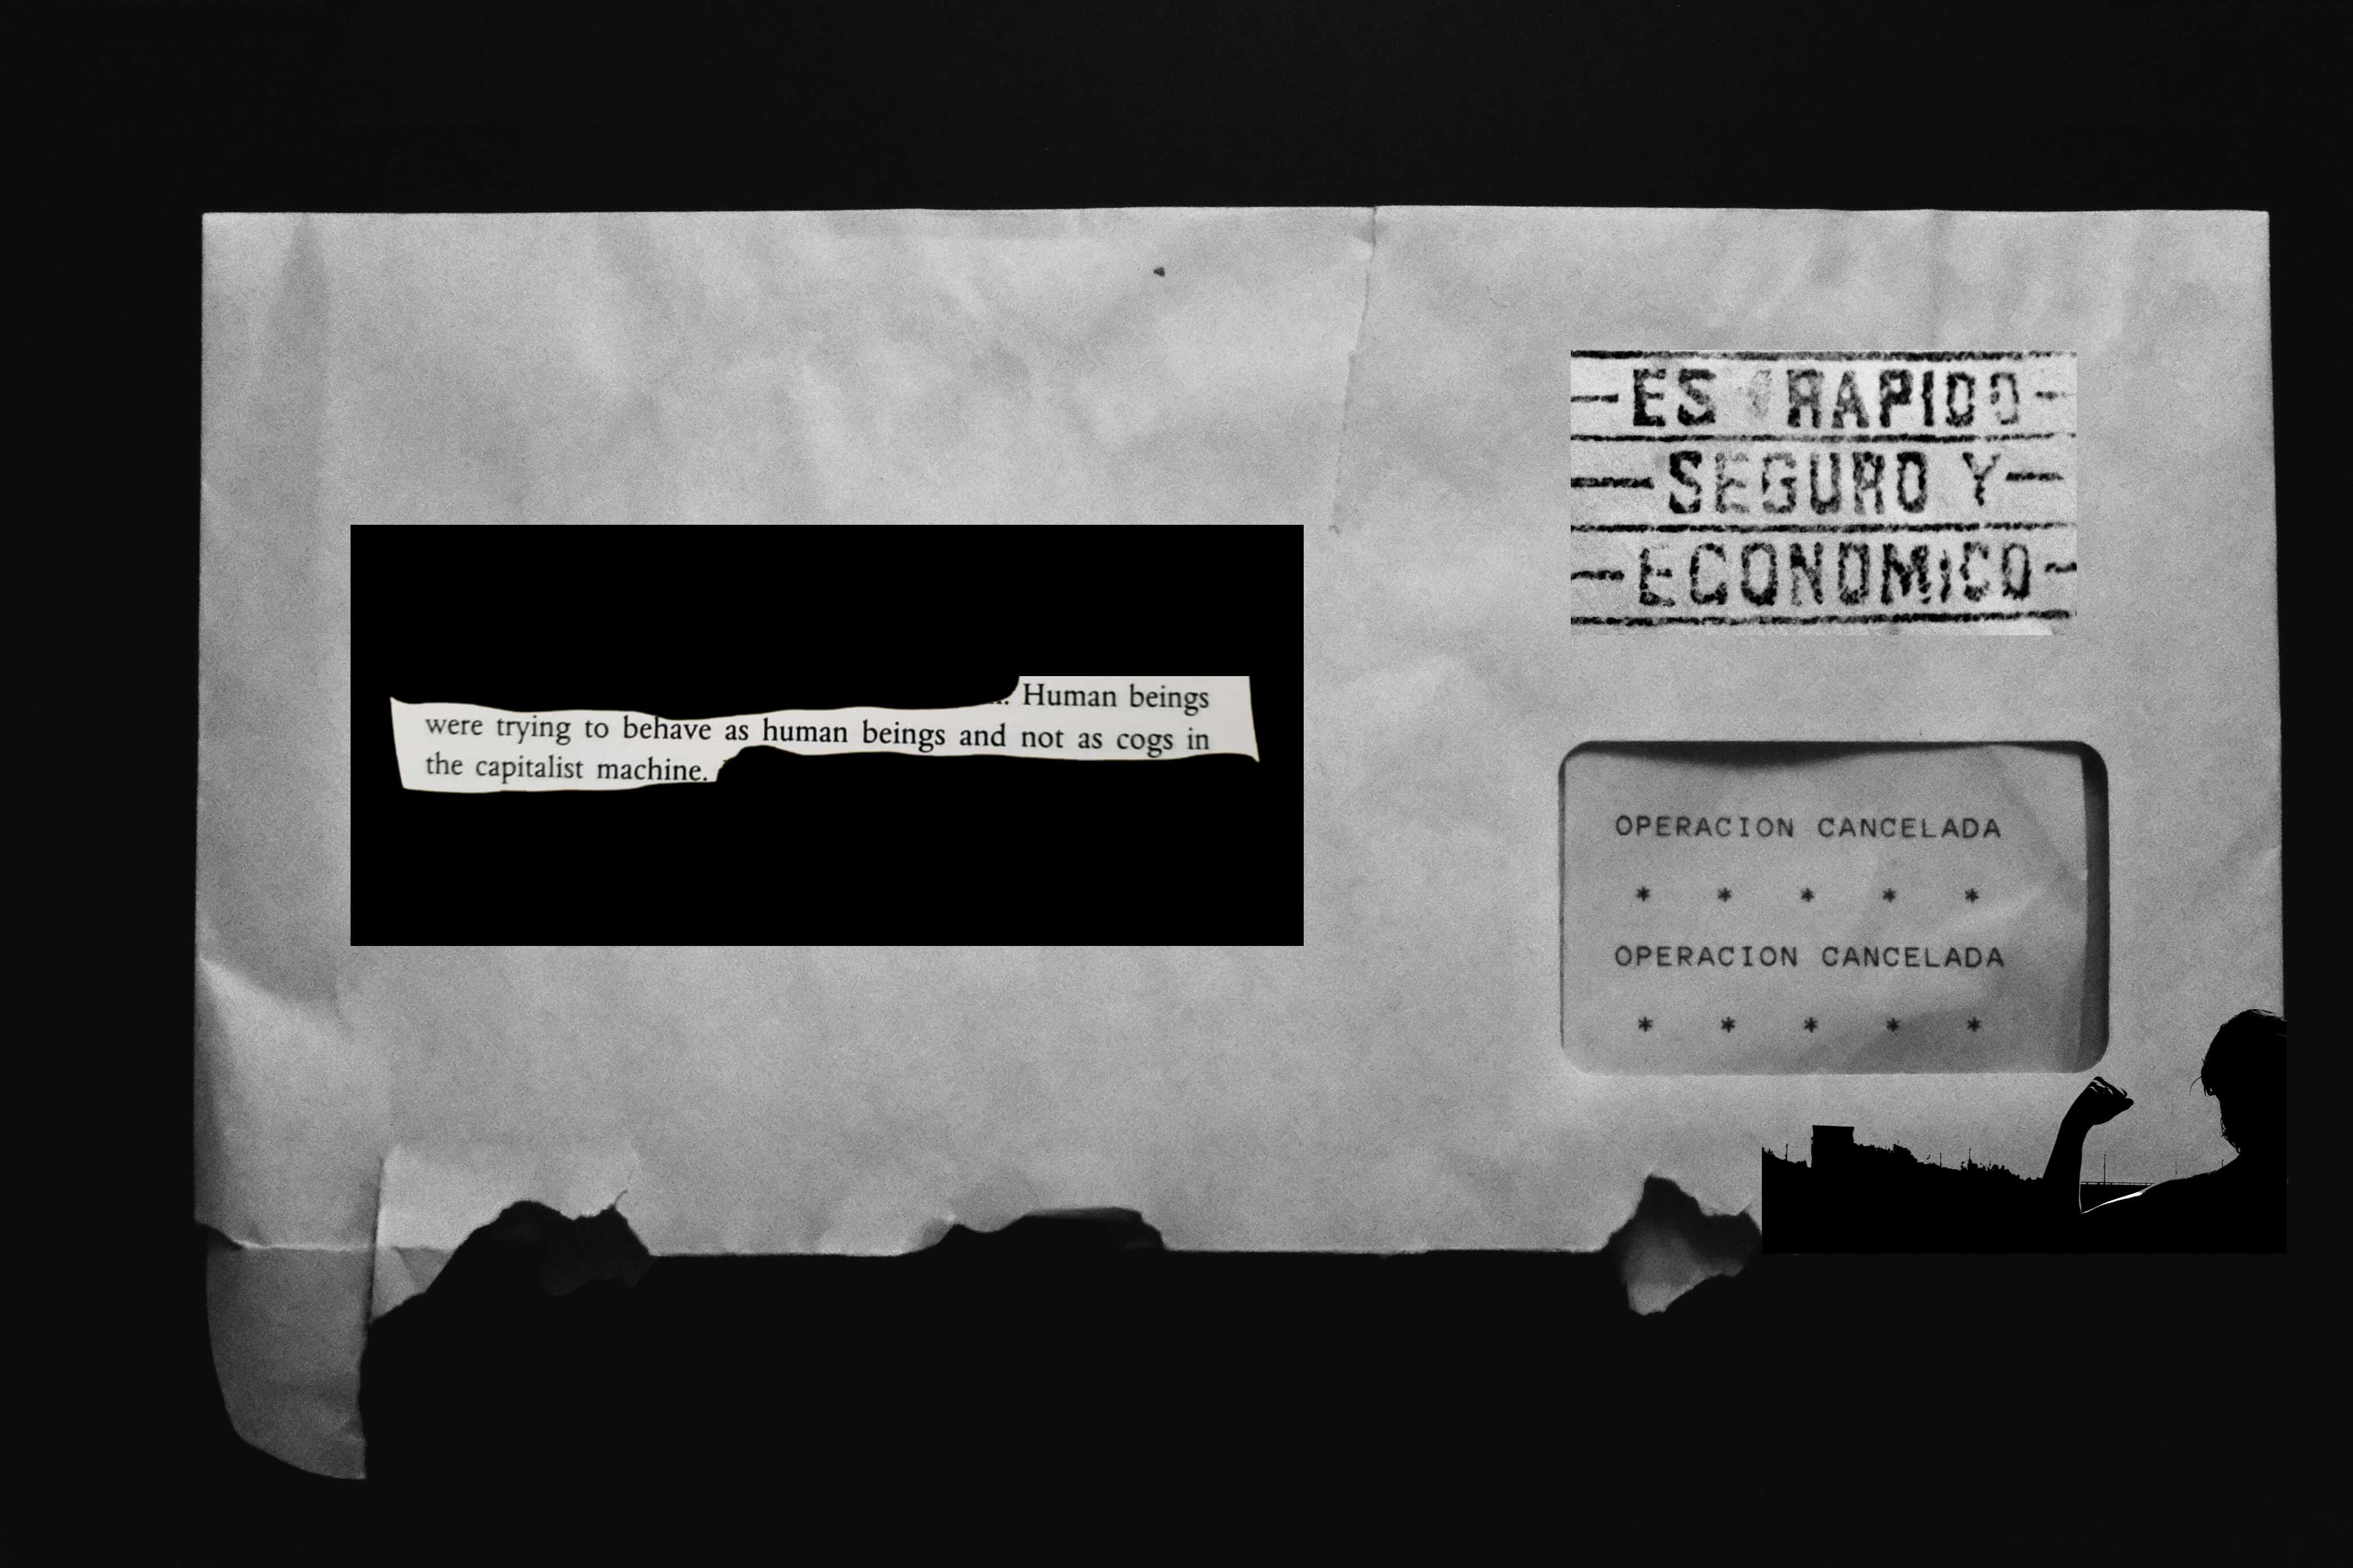 Human beings
were trying to behave as human beings and not as cogs in
the capitalist machine.
-ES RAPIDO-
-SEGURO Y-
-ECONOMICO-
OPERACION CANCELADA
* * * * *
OPERACION CANCELADA
* * * * *